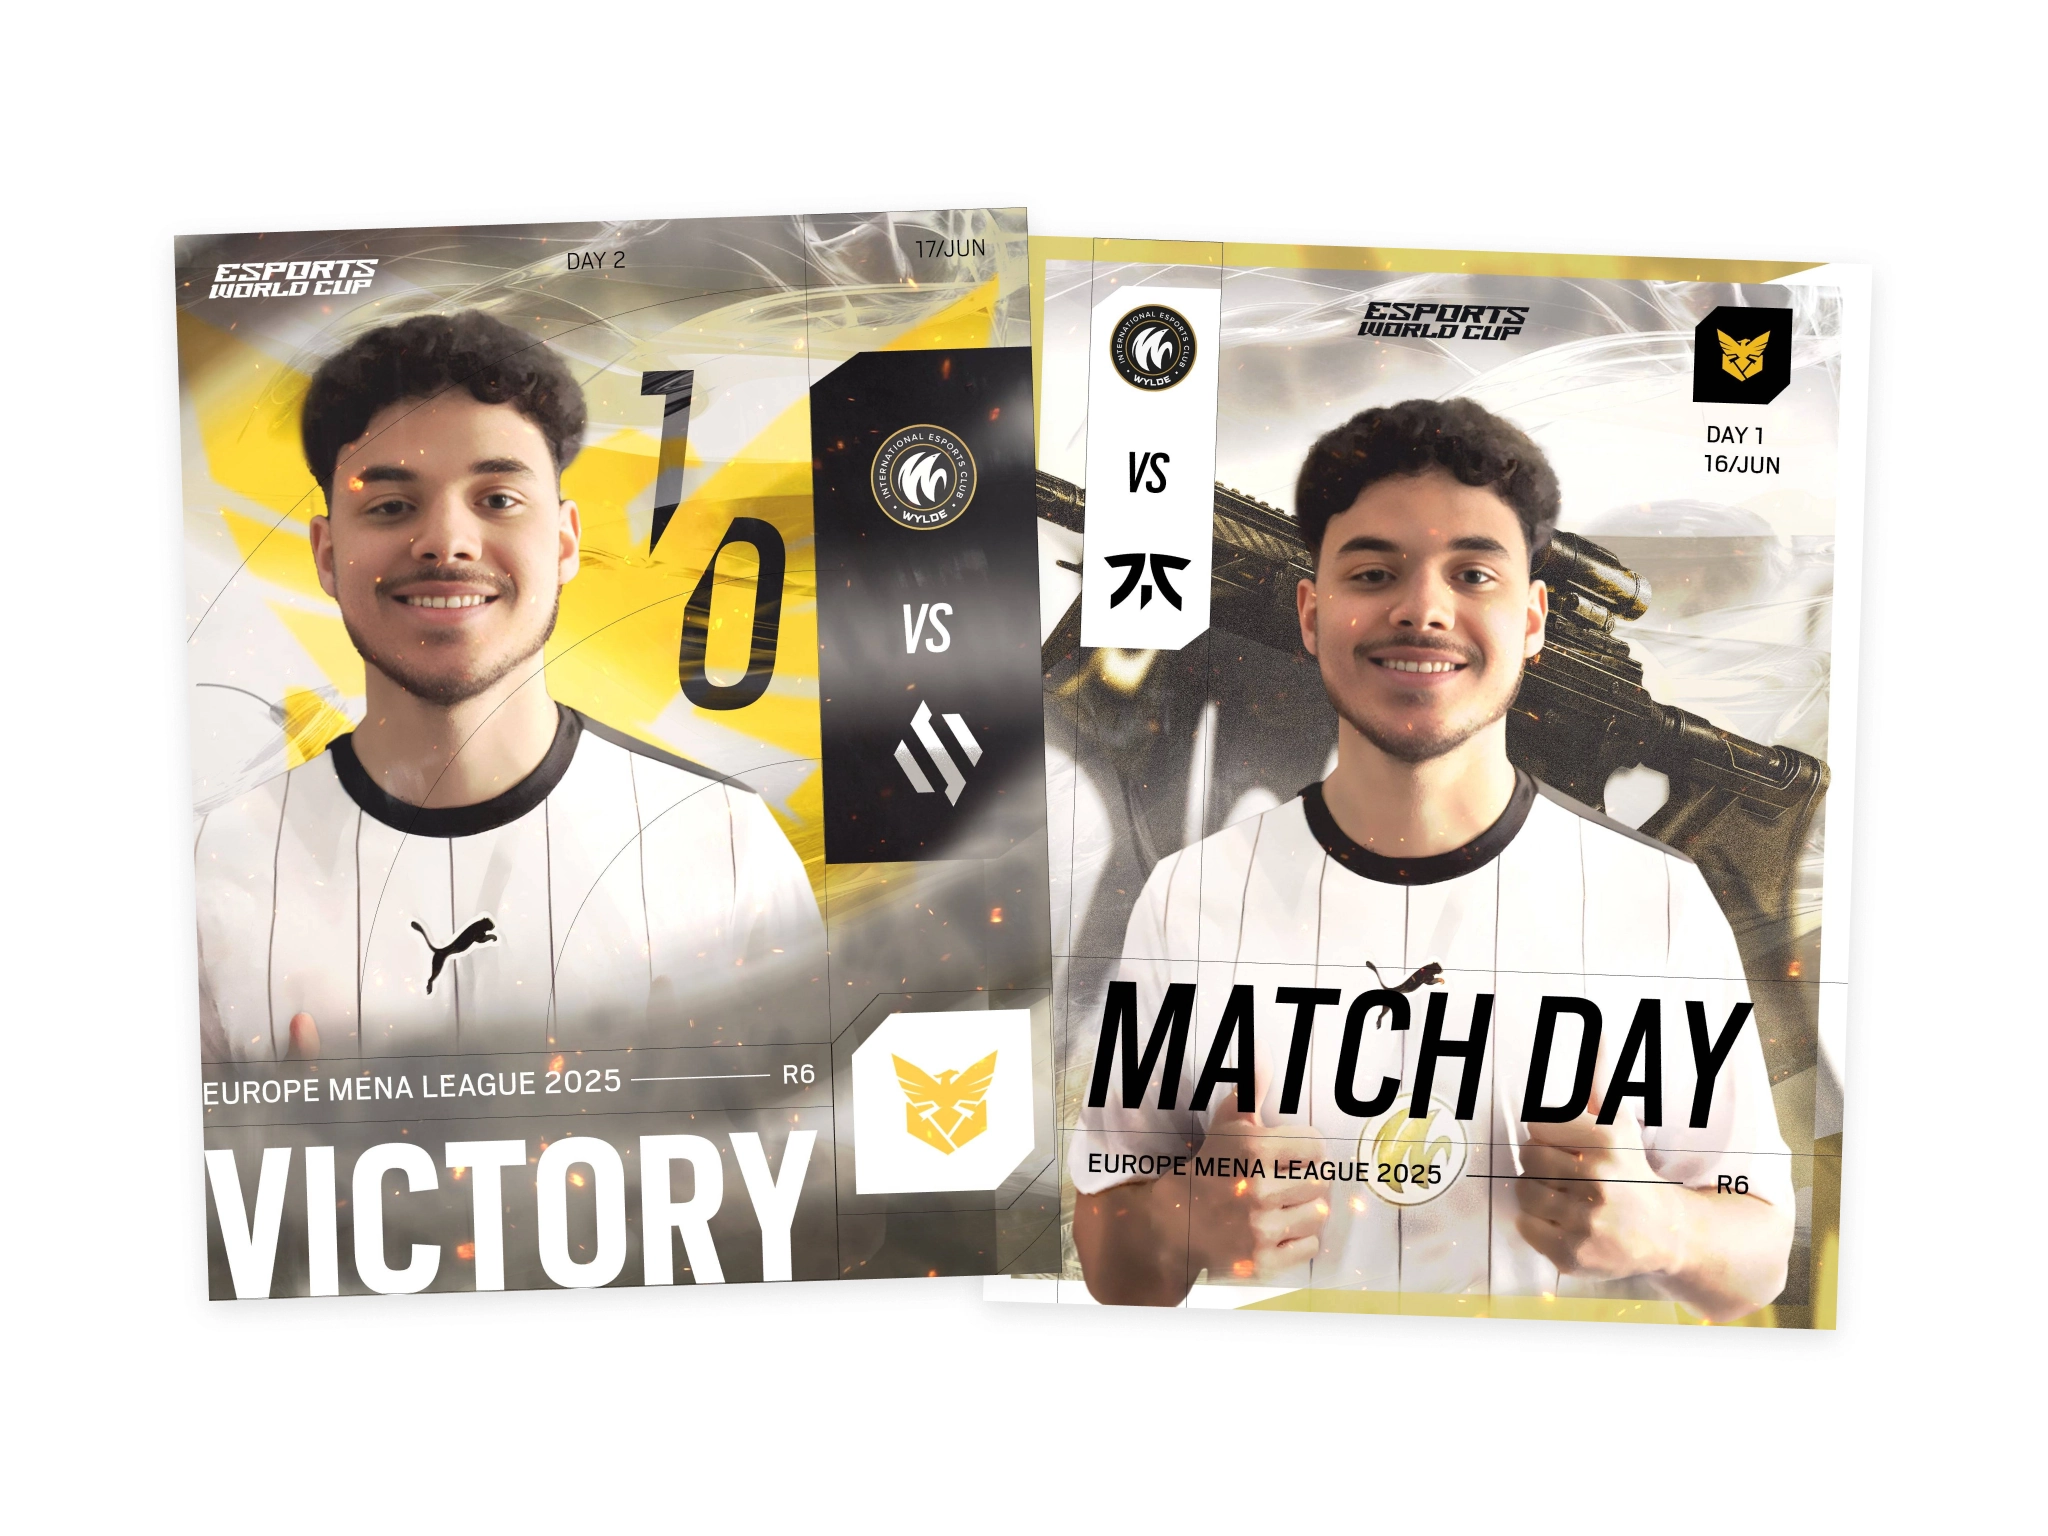 ESPORTS
WORLD CUP
DAY 2
17/JUN
1
0
INTERNATIONAL ESPORTS CLUB
WYLDE
VS
EUROPE MENA LEAGUE 2025
R6
VICTORY
INTERNATIONAL ESPORTS CLUB
WYLDE
VS
ESPORTS
WORLD CUP
DAY 1
16/JUN
MATCH DAY
EUROPE MENA LEAGUE 2025
R6